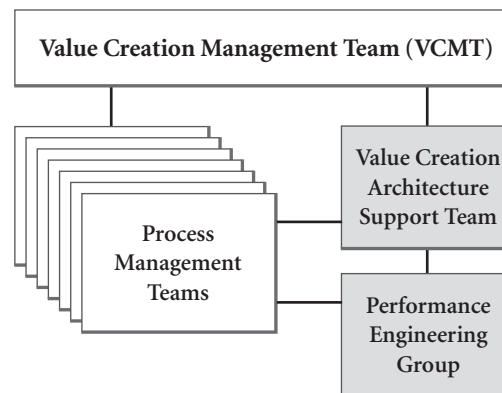 Value Creation Management Team (VCMT)
Value Creation
Architecture
Support Team
Process
Management
Teams
Performance
Engineering
Group